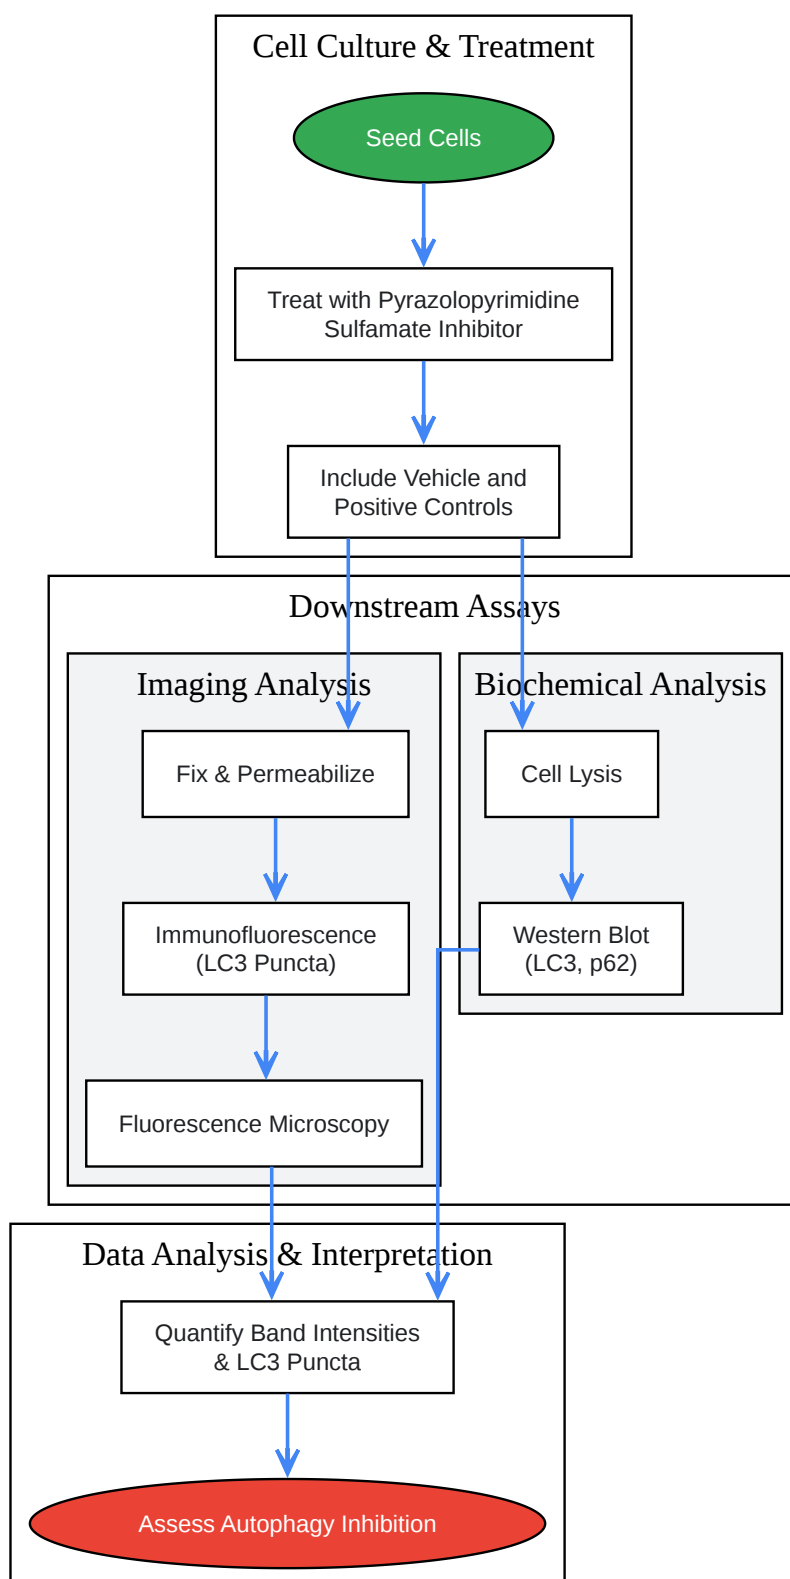 Cell Culture & Treatment
Seed Cells
Treat with Pyrazolopyrimidine
Sulfamate Inhibitor
Include Vehicle and
Positive Controls
Downstream Assays
Imaging Analysis
Biochemical Analysis
Fix & Permeabilize
Cell Lysis
Immunofluorescence
(LC3 Puncta)
Western Blot
(LC3, p62)
Fluorescence Microscopy
Data Analysis & Interpretation
Quantify Band Intensities
& LC3 Puncta
Assess Autophagy Inhibition